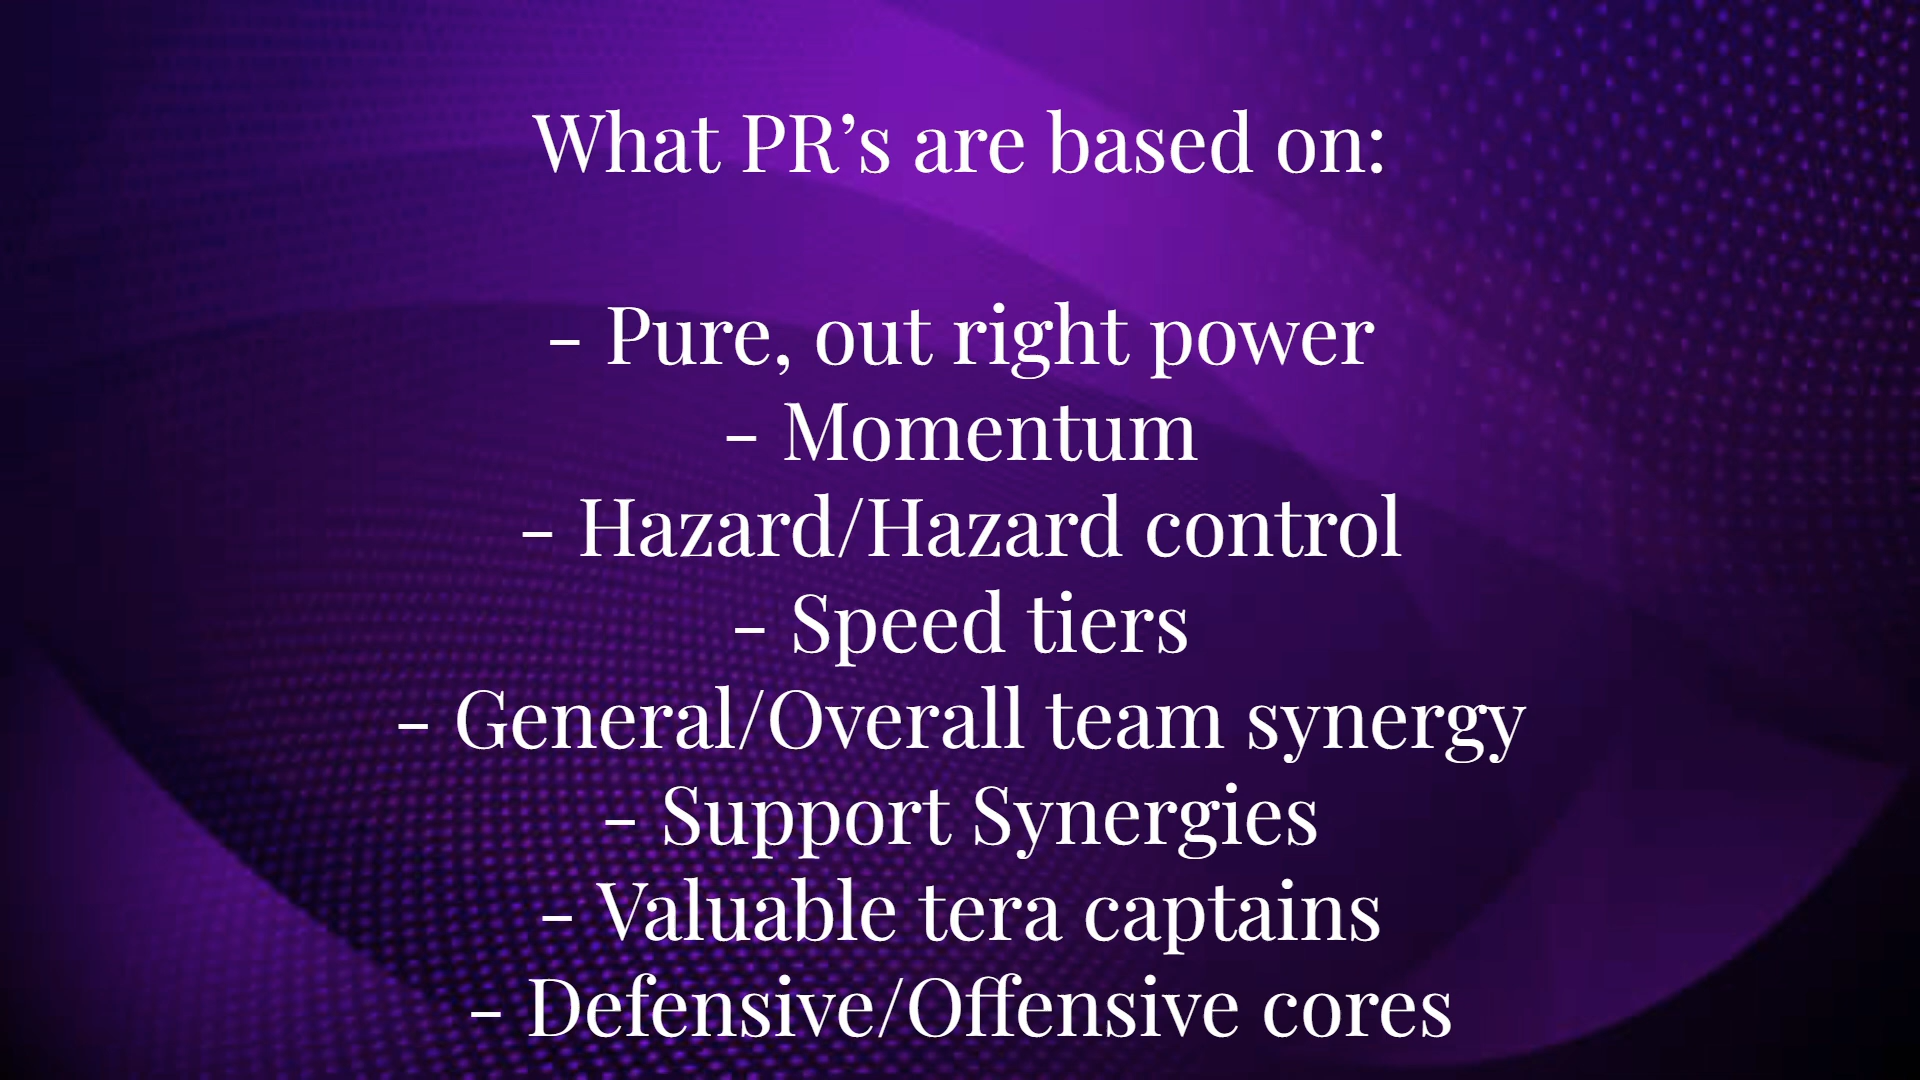 What PR’s are based on:
- Pure, out right power
- Momentum
- Hazard/Hazard control
- Speed tiers
- General/Overall team synergy
- Support Synergies
- Valuable tera captains
- Defensive/Offensive cores